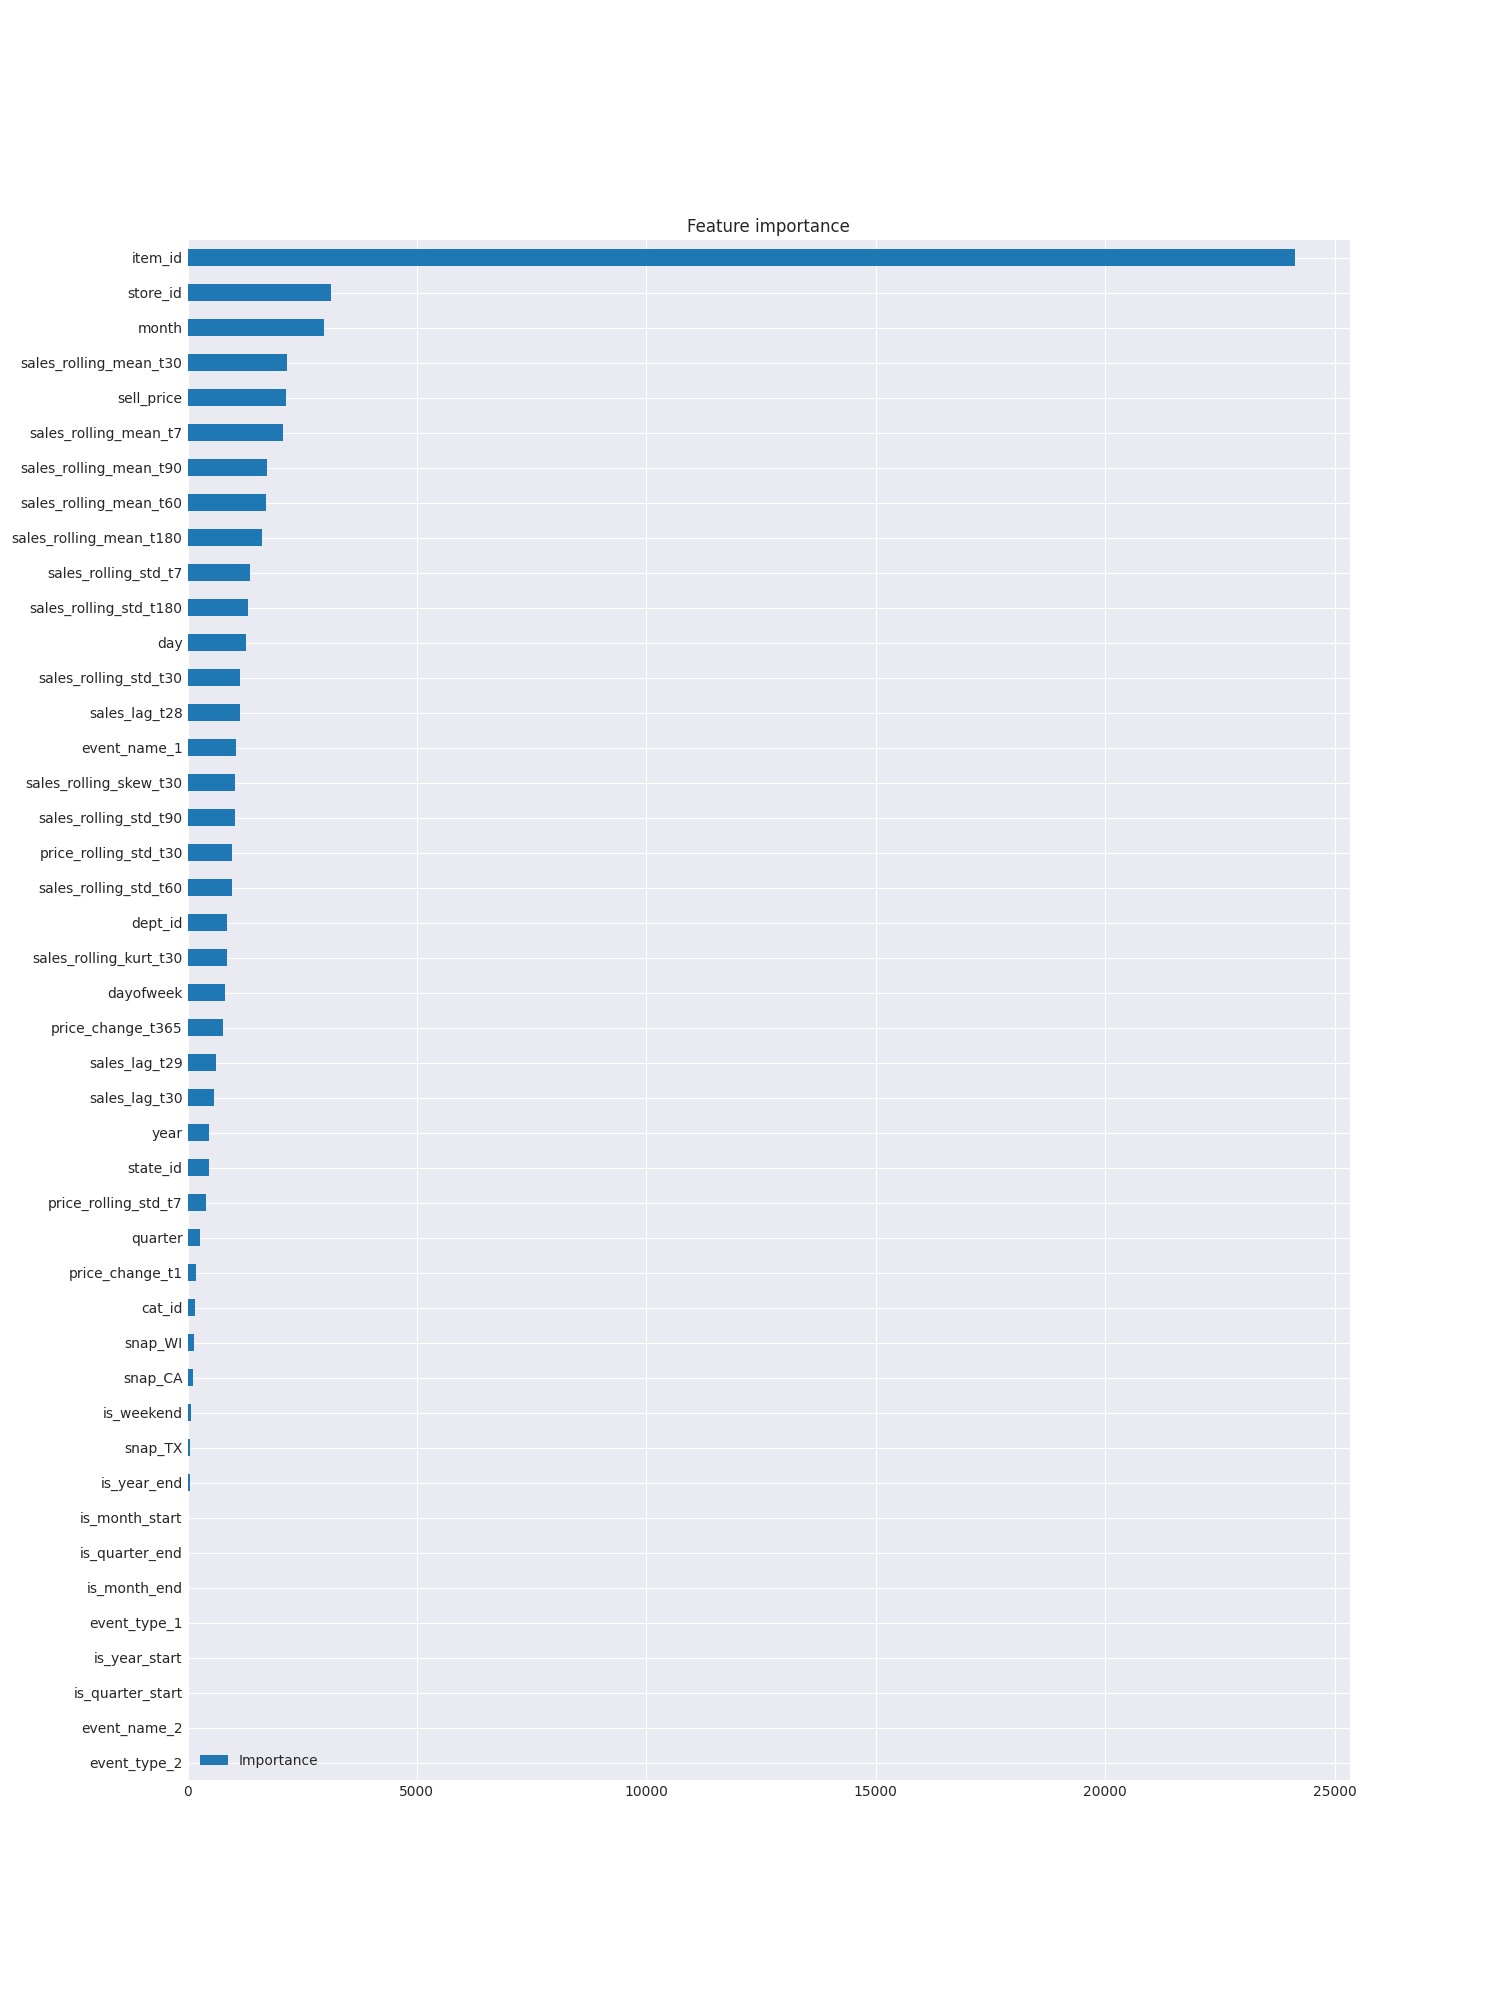 Feature importance
item_id
store_id
month
sales_rolling_mean_t30
sell_price
sales_rolling_mean_t7
sales_rolling_mean_t90
sales_rolling_mean_t60
sales_rolling_mean_t180
sales_rolling_std_t7
sales_rolling_std_t180
day
sales_rolling_std_t30
sales_lag_t28
event_name_1
sales_rolling_skew_t30
sales_rolling_std_t90
price_rolling_std_t30
sales_rolling_std_t60
dept_id
sales_rolling_kurt_t30
dayofweek
price_change_t365
sales_lag_t29
sales_lag_t30
year
state_id
price_rolling_std_t7
quarter
price_change_t1
cat_id
snap_WI
snap_CA
is_weekend
snap_TX
is_year_end
is_month_start
is_quarter_end
is_month_end
event_type_1
is_year_start
is_quarter_start
event_name_2
event_type_2
Importance
0 5000 10000 15000 20000 25000